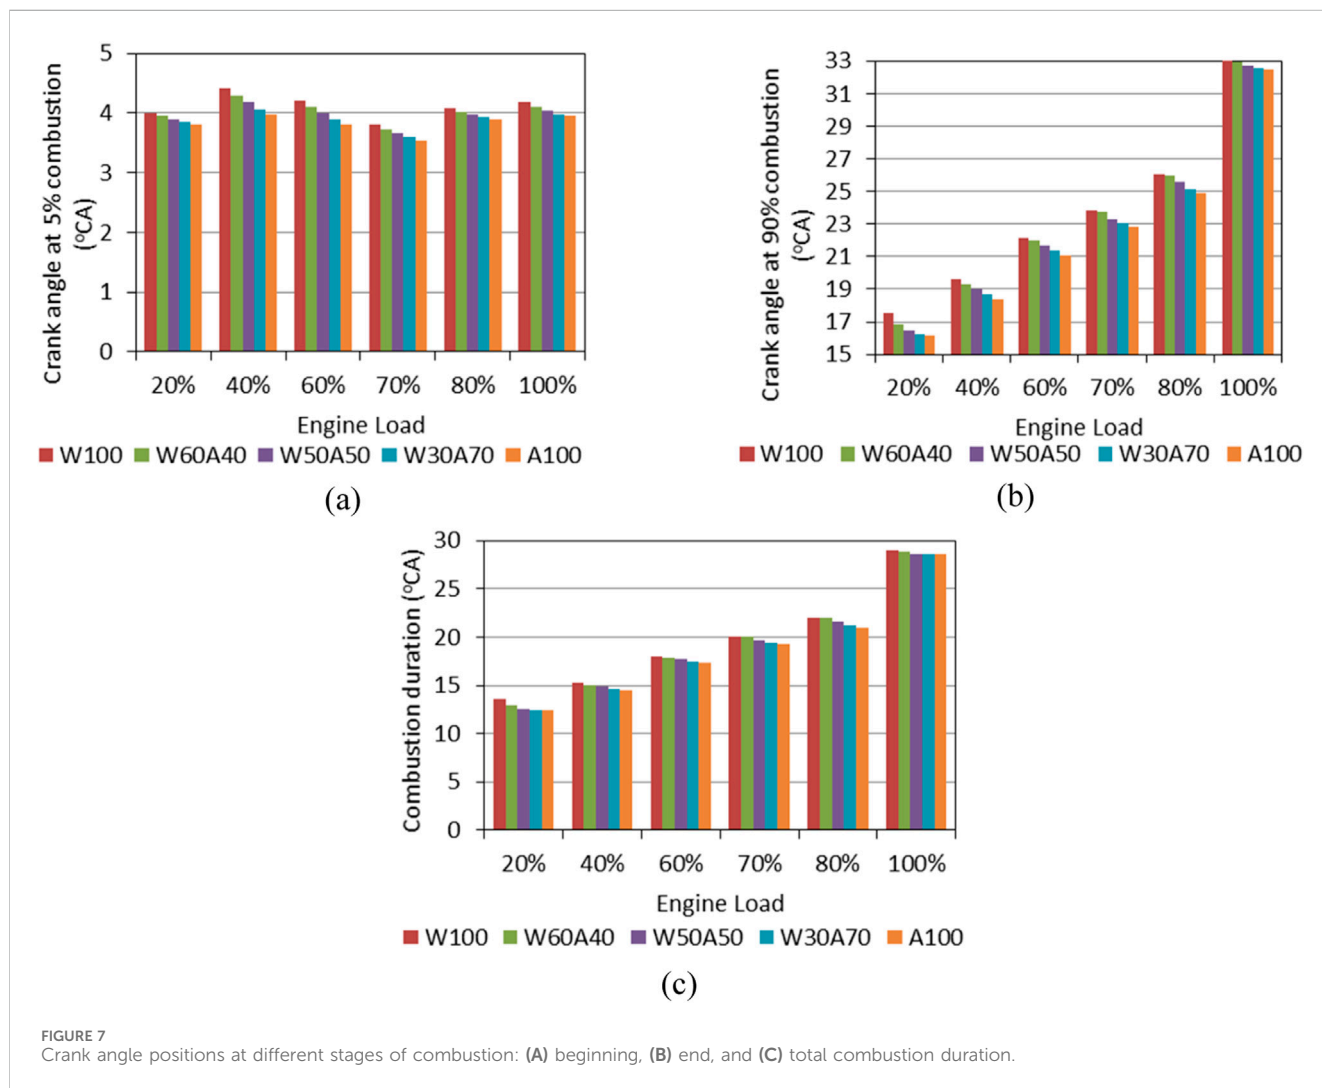 Crank angle at 5% combustion
(°CA)
5
4
3
2
1
0
20% 40% 60% 70% 80% 100%
Engine Load
W100 W60A40 W50A50 W30A70 A100
(a)
Crank angle at 90%combustion
(°CA)
33
31
29
27
25
23
21
19
17
15
20% 40% 60% 70% 80% 100%
Engine Load
W100 W60A40 W50A50 W30A70 A100
(b)
Combustion duration (°CA)
30
25
20
15
10
5
0
20% 40% 60% 70% 80% 100%
Engine Load
W100 W60A40 W50A50 W30A70 A100
(c)
FIGURE 7
Crank angle positions at different stages of combustion: (A) beginning, (B) end, and (C) total combustion duration.